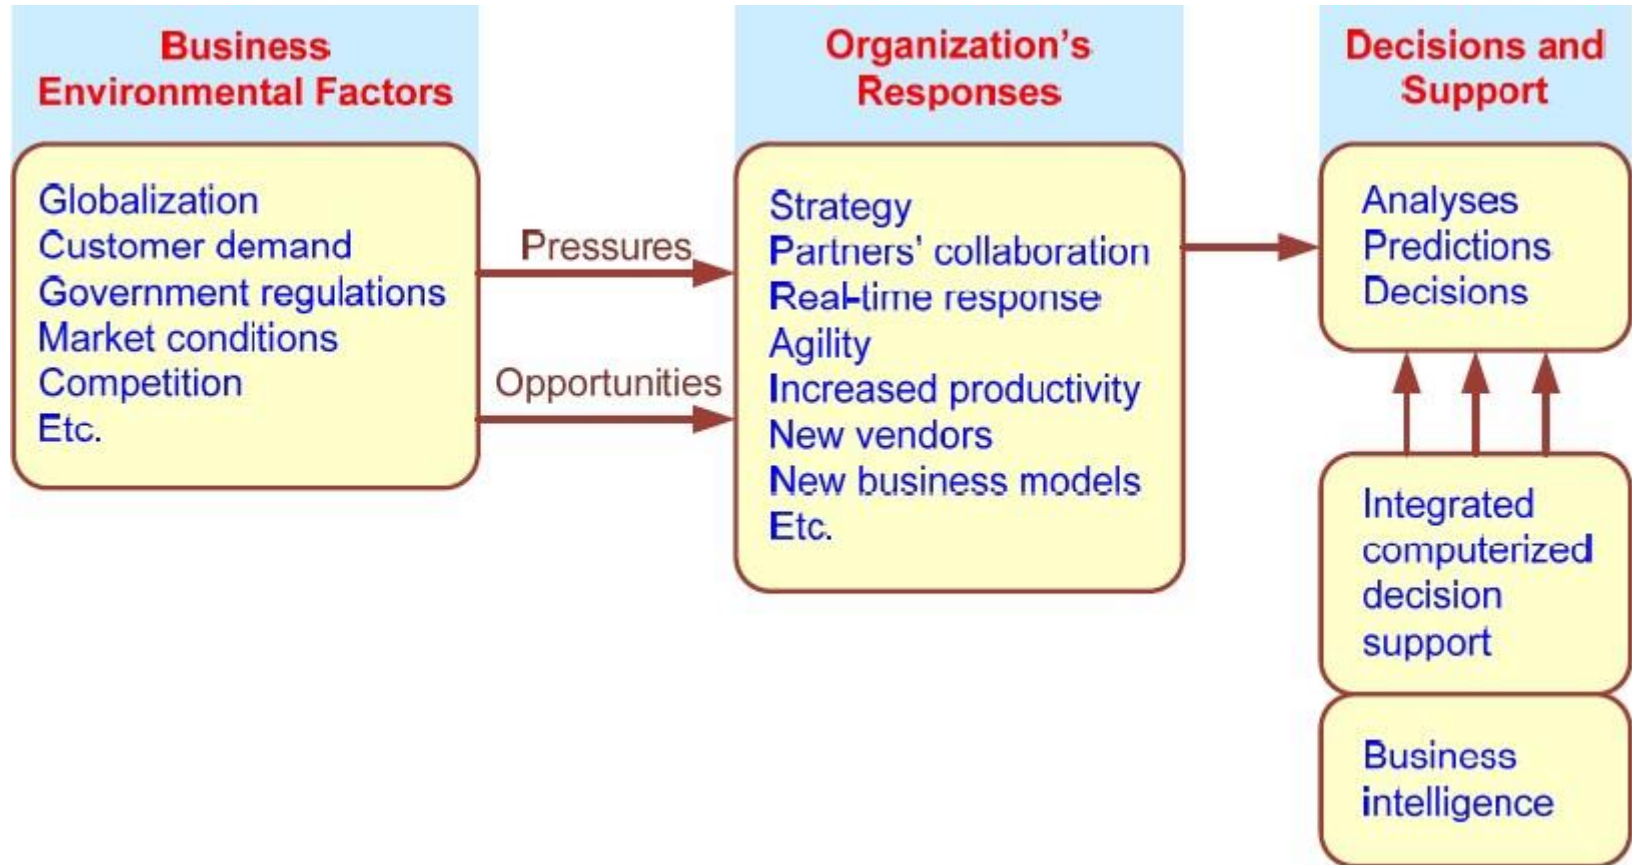 Business
Environmental Factors
Globalization
Customer demand
Government regulations
Market conditions
Competition
Etc.
Pressures
Opportunities
Organization's
Responses
Strategy
Partners' collaboration
Real-time response
Agility
Increased productivity
New vendors
New business models
Etc.
Decisions and
Support
Analyses
Predictions
Decisions
Integrated
computerized
decision
support
Business
intelligence